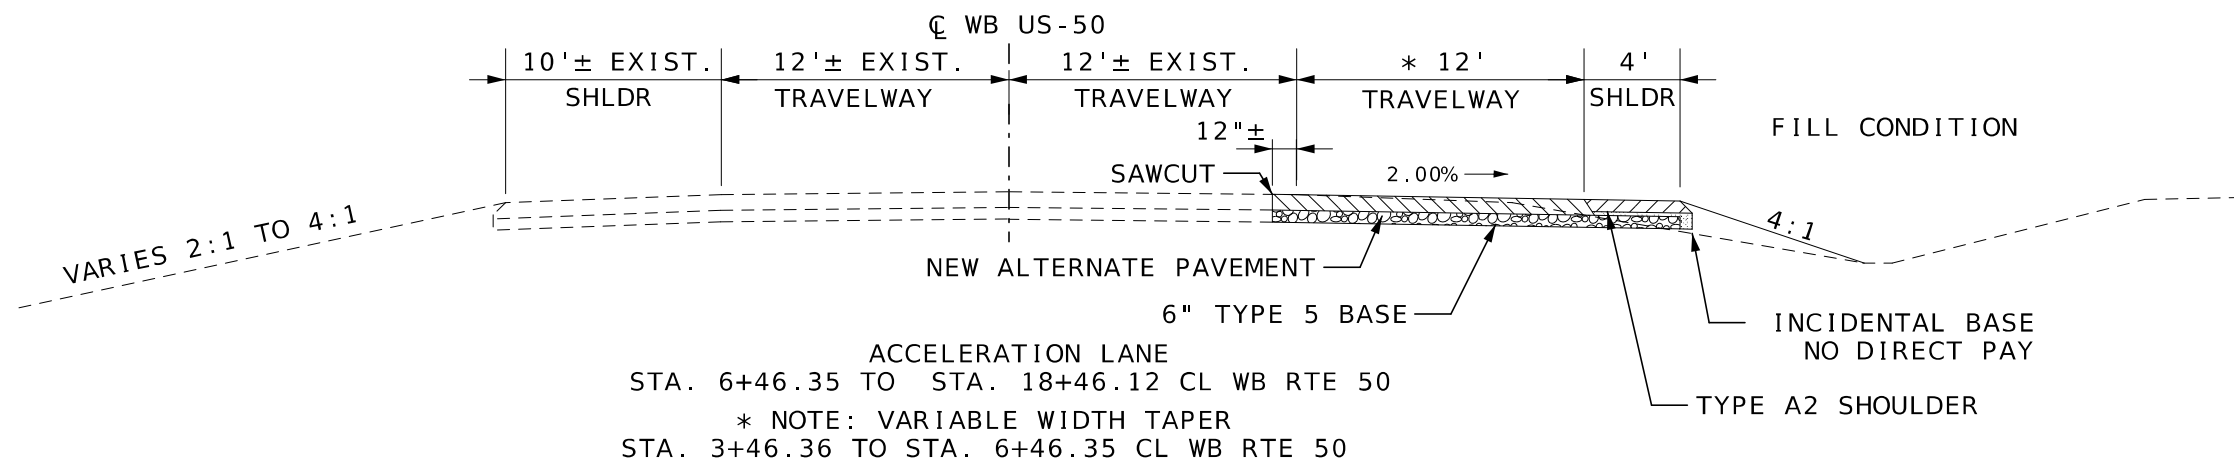 ℄ WB US-50
10'± EXIST.
12'± EXIST.
12'± EXIST.
* 12'
4'
SHLDR
TRAVELWAY
TRAVELWAY
TRAVELWAY
SHLDR
12"±
FILL CONDITION
SAWCUT
2.00%
VARIES 2:1 TO 4:1
4:1
NEW ALTERNATE PAVEMENT
6" TYPE 5 BASE
INCIDENTAL BASE
NO DIRECT PAY
ACCELERATION LANE
STA. 6+46.35 TO STA. 18+46.12 CL WB RTE 50
TYPE A2 SHOULDER
* NOTE: VARIABLE WIDTH TAPER
STA. 3+46.36 TO STA. 6+46.35 CL WB RTE 50